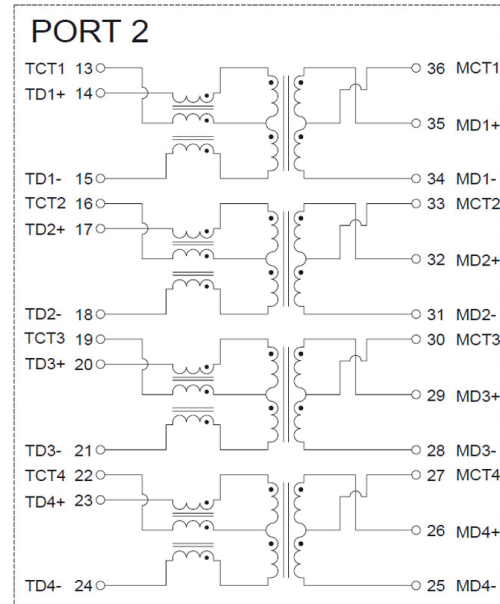 PORT 2
TCT1 13 36 MCT1
TD1+ 14
35 MD1+
TD1- 15 34 MD1-
TCT2 16 33 MCT2
TD2+ 17
32 MD2+
TD2- 18 31 MD2-
TCT3 19 30 MCT3
TD3+ 20
29 MD3+
TD3- 21 28 MD3-
TCT4 22 27 MCT4
TD4+ 23
26 MD4+
TD4- 24 25 MD4-